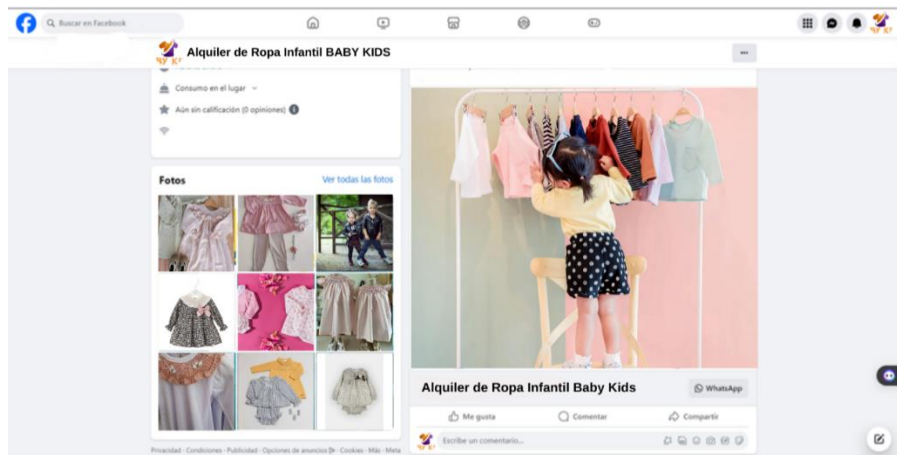 Buscar en Facebook
Alquiler de Ropa Infantil BABY KIDS
Consumo en el lugar
Aún sin calificación (0 opiniones)
Fotos
Ver todas las fotos
Privacidad · Condiciones · Publicidad · Opciones de anuncios · Cookies · Más · Meta
Alquiler de Ropa Infantil Baby Kids
WhatsApp
Me gusta
Comentar
Compartir
Escribe un comentario...